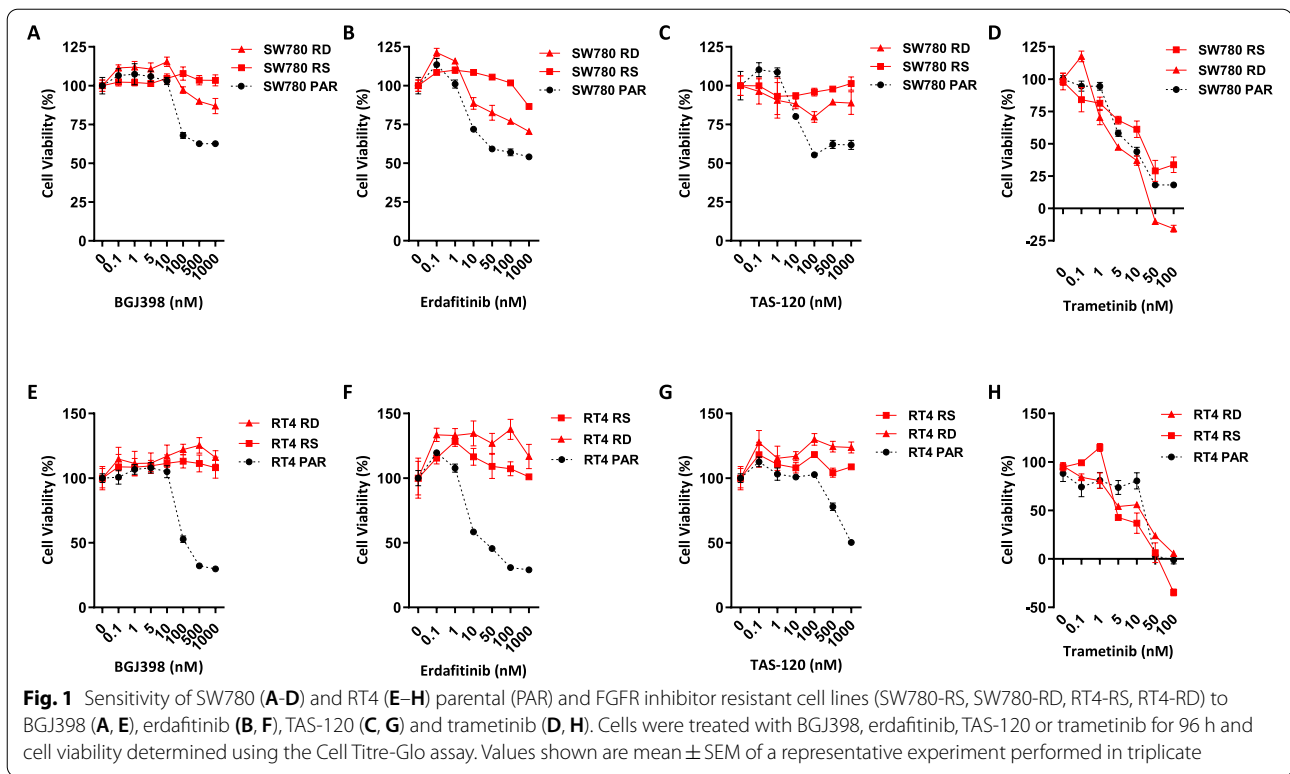 A
125
100
75
50
25
0
Cell Viability (%)
SW780 RD
SW780 RS
SW780 PAR
0 0.1 1 5 10 100 500 1000
BGJ398 (nM)
B
125
100
75
50
25
0
Cell Viability (%)
SW780 RD
SW780 RS
SW780 PAR
0 0.1 1 10 50 100 1000
Erdafitinib (nM)
C
125
100
75
50
25
0
Cell Viability (%)
SW780 RS
SW780 RD
SW780 PAR
0 0.1 1 10 100 500 1000
TAS-120 (nM)
D
125
100
75
50
25
0
-25
Cell Viability (%)
SW780 RS
SW780 RD
SW780 PAR
0 0.1 1 5 10 50 100
Trametinib (nM)
E
150
100
50
0
Cell Viability (%)
RT4 RD
RT4 RS
RT4 PAR
0 0.1 1 5 10 100 500 1000
BGJ398 (nM)
F
150
100
50
0
Cell Viability (%)
RT4 RS
RT4 RD
RT4 PAR
0 0.1 1 10 50 100 1000
Erdafitinib (nM)
G
150
100
50
0
Cell Viability (%)
RT4 RS
RT4 RD
RT4 PAR
0 0.1 1 10 100 500 1000
TAS-120 (nM)
H
150
100
50
0
-50
Cell Viability (%)
RT4 RD
RT4 RS
RT4 PAR
0 0.1 1 5 10 50 100
Trametinib (nM)
Fig. 1 Sensitivity of SW780 (A-D) and RT4 (E–H) parental (PAR) and FGFR inhibitor resistant cell lines (SW780-RS, SW780-RD, RT4-RS, RT4-RD) to
BGJ398 (A, E), erdafitinib (B, F), TAS-120 (C, G) and trametinib (D, H). Cells were treated with BGJ398, erdafitinib, TAS-120 or trametinib for 96 h and
cell viability determined using the Cell Titre-Glo assay. Values shown are mean ± SEM of a representative experiment performed in triplicate